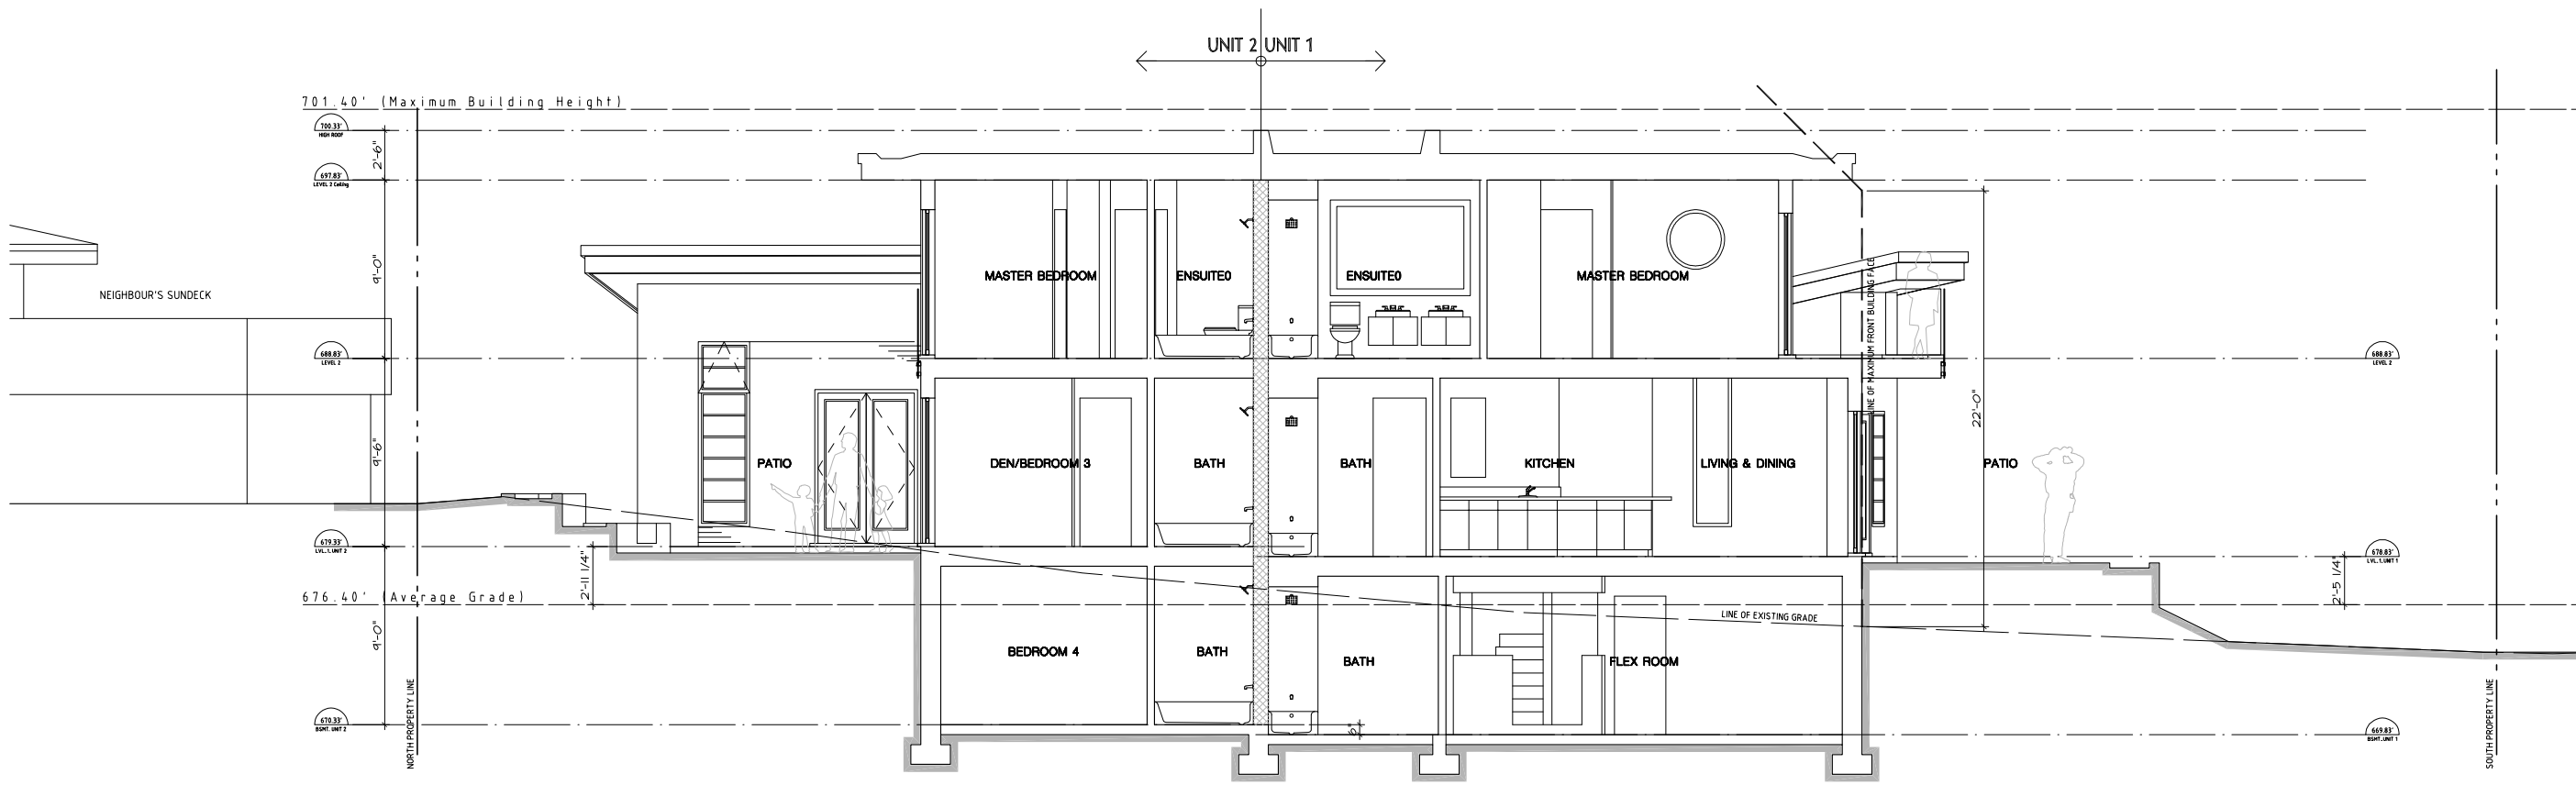 UNIT 2 UNIT 1
701.40' (Maximum Building Height)
700.33'
HIGH ROOF
2'-6"
697.83'
LEVEL 2 Ceiling
9'-0"
MASTER BEDROOM
ENSUITE0
ENSUITE0
MASTER BEDROOM
LINE OF MAXIMUM FRONT BUILDING FACE
NEIGHBOUR'S SUNDECK
688.83'
LEVEL 2
688.83'
LEVEL 2
22'-0"
9'-6"
PATIO
DEN/BEDROOM 3
BATH
BATH
KITCHEN
LIVING & DINING
PATIO
679.33'
LVL.1. UNIT 2
678.83'
LVL.1.UNIT 1
2'-11 1/4"
2'-5 1/4"
676.40' (Average Grade)
LINE OF EXISTING GRADE
9'-0"
BEDROOM 4
BATH
BATH
FLEX ROOM
670.33'
BSMT. UNIT 2
6"
669.83'
BSMT.UNIT 1
NORTH PROPERTY LINE
SOUTH PROPERTY LINE